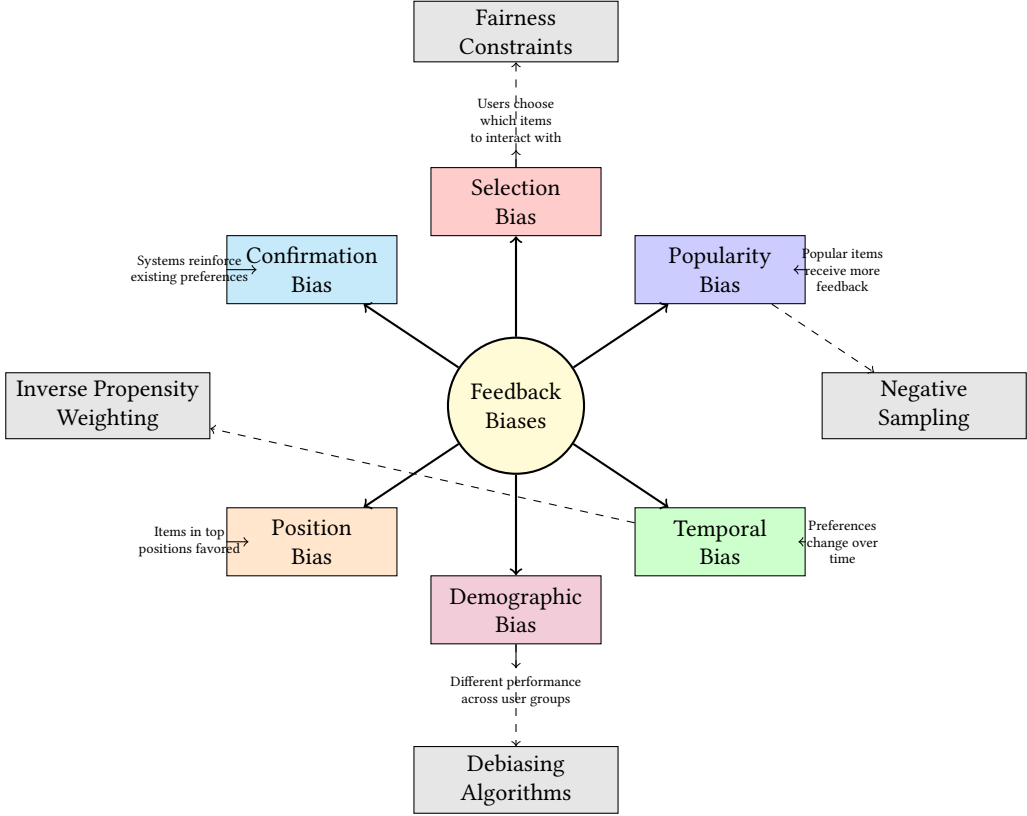 Fairness
Constraints
Users choose
which items
to interact with
Selection
Bias
Systems reinforce
existing preferences
Confirmation
Bias
Popularity
Bias
Popular items
receive more
feedback
Inverse Propensity
Weighting
Feedback
Biases
Negative
Sampling
Items in top
positions favored
Position
Bias
Temporal
Bias
Preferences
change over
time
Demographic
Bias
Different performance
across user groups
Debiasing
Algorithms